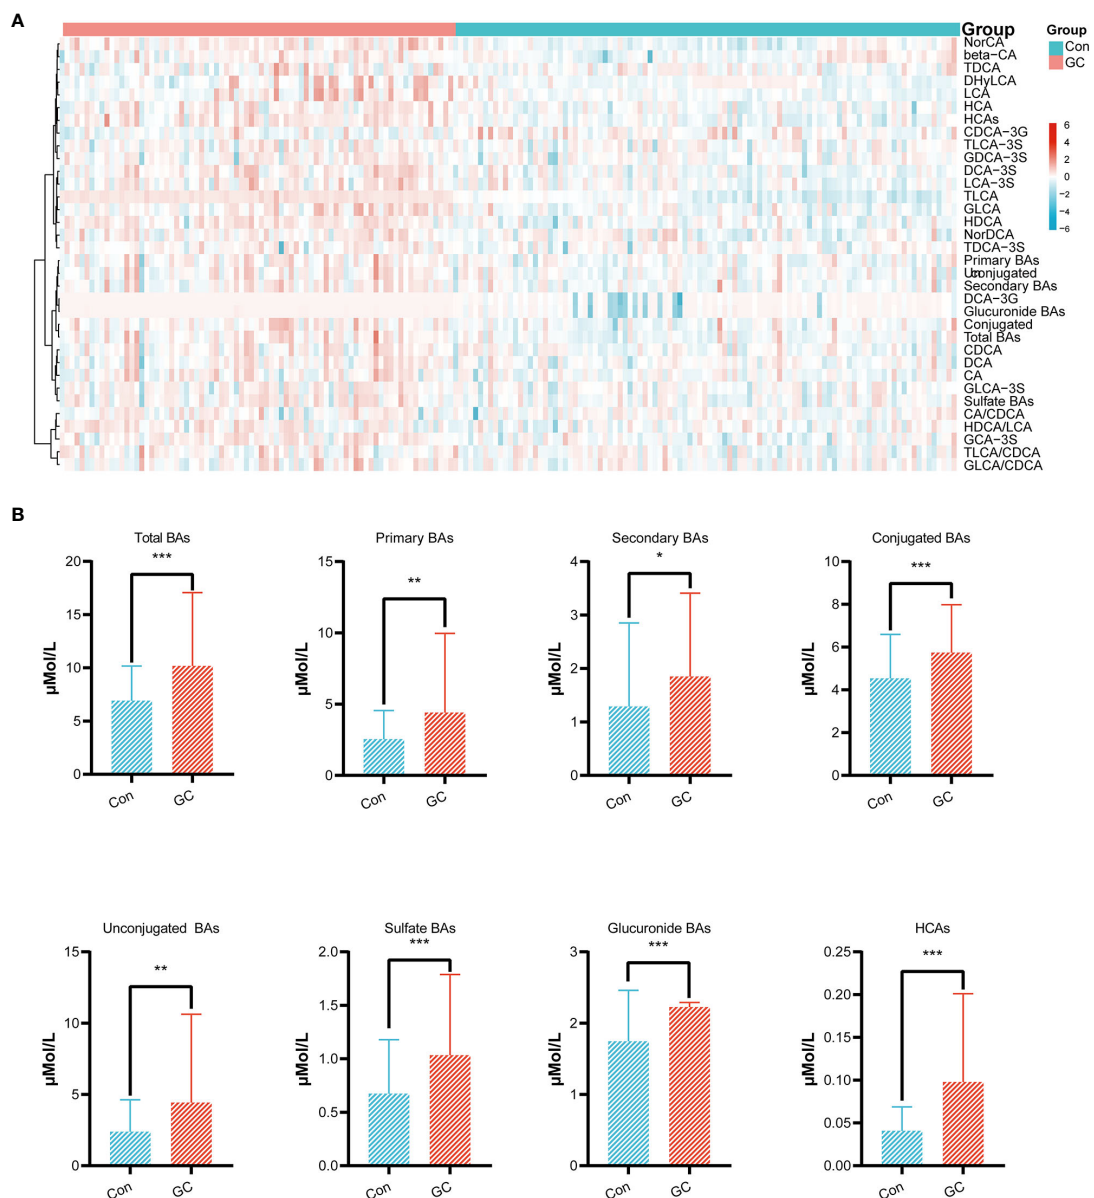 A
Group
NorCA
beta-CA
TDCA
DHyLCA
LCA
HCA
HCAs
CDCA-3G
TLCA-3S
GDCA-3S
DCA-3S
LCA-3S
TLCA
GLCA
HDCA
NorDCA
TDCA-3S
Primary BAs
Unconjugated
Secondary BAs
DCA-3G
Glucuronide BAs
Conjugated
Total BAs
CDCA
DCA
CA
GLCA-3S
Sulfate BAs
CA/CDCA
HDCA/LCA
GCA-3S
TLCA/CDCA
GLCA/CDCA
Group
Con
GC
6
4
2
0
-2
-4
-6
B
Total BAs
***
20
15
10
5
0
µMol/L
Con
GC
Primary BAs
**
15
10
5
0
µMol/L
Con
GC
Secondary BAs
*
4
3
2
1
0
µMol/L
Con
GC
Conjugated BAs
***
10
8
6
4
2
0
µMol/L
Con
GC
Unconjugated BAs
**
15
10
5
0
µMol/L
Con
GC
Sulfate BAs
***
2.0
1.5
1.0
0.5
0.0
µMol/L
Con
GC
Glucuronide BAs
***
3
2
1
0
µMol/L
Con
GC
HCAs
***
0.25
0.20
0.15
0.10
0.05
0.00
µMol/L
Con
GC